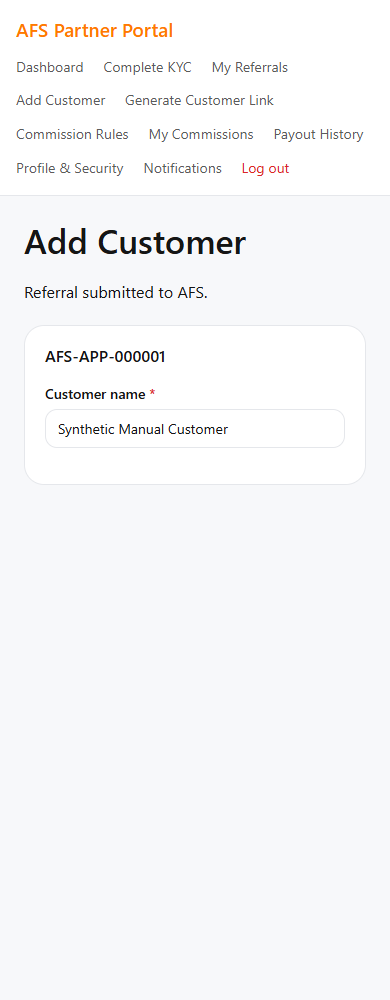 AFS Partner Portal
Dashboard Complete KYC My Referrals
Add Customer Generate Customer Link
Commission Rules My Commissions Payout History
Profile & Security Notifications Log out
Add Customer
Referral submitted to AFS.
AFS-APP-000001
Customer name *
Synthetic Manual Customer